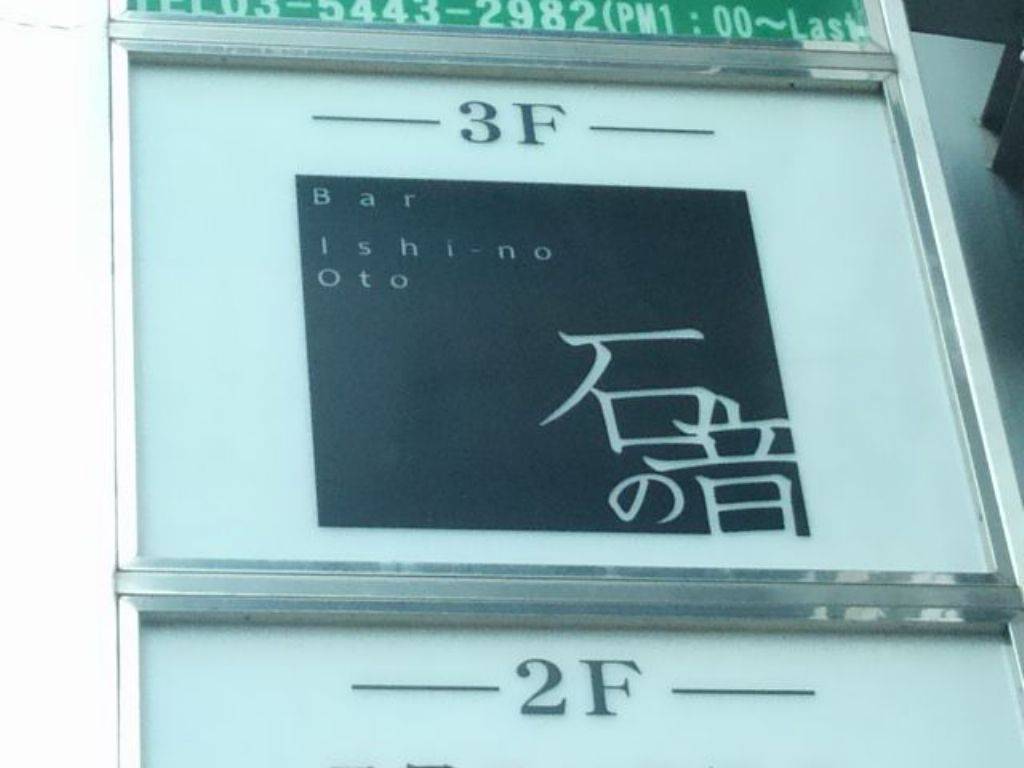 TEL03-5443-2982(PM1:00〜Last
3F
Bar
Ishi-no
Oto
石の音
2F